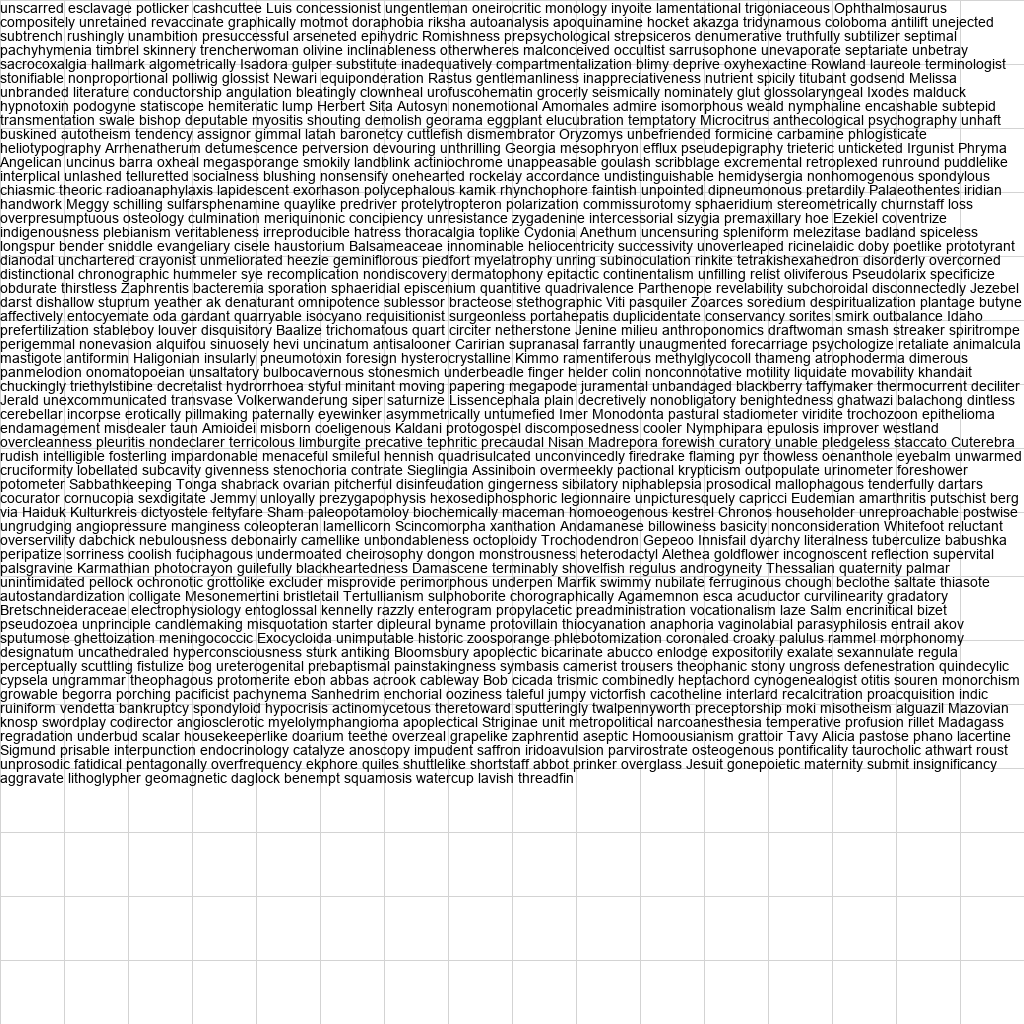 unscarred esclavage potlicker cashcuttee Luis concessionist ungentleman oneirocritic monology inyoite lamentational trigoniaceous Ophthalmosaurus
compositely unretained revaccinate graphically motmot doraphobia riksha autoanalysis apoquinamine hocket akazga tridynamous coloboma antilift unejected
subtrench rushingly unambition presuccessful arseneted epihydric Romishness prepsychological strepsiceros denumerative truthfully subtilizer septimal
pachyhymenia timbrel skinnery trencherwoman olivine inclinableness otherwheres malconceived occultist sarrusophone unevaporate septariate unbetray
sacrocoxalgia hallmark algometrically Isadora gulper substitute inadequatively compartmentalization blimy deprive oxyhexactine Rowland laureole terminologist
stonifiable nonproportional polliwig glossist Newari equiponderation Rastus gentlemanliness inappreciativeness nutrient spicily titubant godsend Melissa
unbranded literature conductorship angulation bleatingly clownheal urofuscohematin grocerly seismically nominately glut glossolaryngeal Ixodes malduck
hypnotoxin podogyne statiscope hemiteratic lump Herbert Sita Autosyn nonemotional Amomales admire isomorphous weald nymphaline encashable subtepid
transmentation swale bishop deputable myositis shouting demolish georama eggplant elucubration temptatory Microcitrus anthecological psychography unhaft
buskined autotheism tendency assignor gimmal latah baronetcy cuttlefish dismembrator Oryzomys unbefriended formicine carbamine phlogisticate
heliotypography Arrhenatherum detumescence perversion devouring unthrilling Georgia mesophryon efflux pseudepigraphy trieteric unticketed Irgunist Phryma
Angelican uncinus barra oxheal megasporange smokily landblink actiniochrome unappeasable goulash scribblage excremental retroplexed runround puddlelike
interplical unlashed telluretted socialness blushing nonsensify onehearted rockelay accordance undistinguishable hemidysergia nonhomogenous spondylous
chiasmic theoric radioanaphylaxis lapidescent exorhason polycephalous kamik rhynchophore faintish unpointed dipneumonous pretardily Palaeothentes iridian
handwork Meggy schilling sulfarsphenamine quaylike predriver protelytropteron polarization commissurotomy sphaeridium stereometrically churnstaff loss
overpresumptuous osteology culmination meriquinonic concipiency unresistance zygadenine intercessorial sizygia premaxillary hoe Ezekiel coventrize
indigenousness plebianism veritableness irreproducible hatress thoracalgia toplike Cydonia Anethum uncensuring spleniform melezitase badland spiceless
longspur bender sniddle evangeliary cisele haustorium Balsameaceae innominable heliocentricity successivity unoverleaped ricinelaidic doby poetlike prototyrant
dianodal unchartered crayonist unmeliorated heezie geminiflorous piedfort myelatrophy unring subinoculation rinkite tetrakishexahedron disorderly overcorned
distinctional chronographic hummeler sye recomplication nondiscovery dermatophony epitactic continentalism unfilling relist oliviferous Pseudolarix specificize
obdurate thirstless Zaphrentis bacteremia sporation sphaeridial episcenium quantitive quadrivalence Parthenope revelability subchoroidal disconnectedly Jezebel
darst dishallow stuprum yeather ak denaturant omnipotence sublessor bracteose stethographic Viti pasquiler Zoarces soredium despiritualization plantage butyne
affectively entocyemate oda gardant quarryable isocyano requisitionist surgeonless portahepatis duplicidentate conservancy sorites smirk outbalance Idaho
prefertilization stableboy louver disquisitory Baalize trichomatous quart circiter netherstone Jenine milieu anthroponomics draftwoman smash streaker spiritrompe
perigemmal nonevasion alquifou sinuosely hevi uncinatum antisalooner Caririan supranasal farrantly unaugmented forecarriage psychologize retaliate animalcula
mastigote antiformin Haligonian insularly pneumotoxin foresign hysterocrystalline Kimmo ramentiferous methylglycocoll thameng atrophoderma dimerous
panmelodion onomatopoeian unsaltatory bulbocavernous stonesmich underbeadle finger helder colin nonconnotative motility liquidate movability khandait
chuckingly triethylstibine decretalist hydrorrhoea styful minitant moving papering megapode juramental unbandaged blackberry taffymaker thermocurrent deciliter
Jerald unexcommunicated transvase Volkerwanderung siper saturnize Lissencephala plain decretively nonobligatory benightedness ghatwazi balachong dintless
cerebellar incorpse erotically pillmaking paternally eyewinker asymmetrically untumefied Imer Monodonta pastural stadiometer viridite trochozoon epithelioma
endamagement misdealer taun Amioidei misborn coeligenous Kaldani protogospel discomposedness cooler Nymphipara epulosis improver westland
overcleanness pleuritis nondeclarer terricolous limburgite precative tephritic precaudal Nisan Madrepora forewish curatory unable pledgeless staccato Cuterebra
rudish intelligible fosterling impardonable menaceful smileful hennish quadrisulcated unconvincedly firedrake flaming pyr thowless oenanthole eyebalm unwarmed
cruciformity lobellated subcavity givenness stenochoria contrate Sieglingia Assiniboin overmeekly pactional krypticism outpopulate urinometer foreshower
potometer Sabbathkeeping Tonga shabrack ovarian pitcherful disinfeudation gingerness sibilatory niphablepsia prosodical mallophagous tenderfully dartars
cocurator cornucopia sexdigitate Jemmy unloyally prezygapophysis hexosediphosphoric legionnaire unpicturesquely capricci Eudemian amarthritis putschist berg
via Haiduk Kulturkreis dictyostele feltyfare Sham paleopotamoloy biochemically maceman homoeogenous kestrel Chronos householder unreproachable postwise
ungrudging angiopressure manginess coleopteran lamellicorn Scincomorpha xanthation Andamanese billowiness basicity nonconsideration Whitefoot reluctant
overservility dabchick nebulousness debonairly camellike unbondableness octoploidy Trochodendron Gepeoo Innisfail dyarchy literalness tuberculize babushka
peripatize sorriness coolish fuciphagous undermoated cheirosophy dongon monstrousness heterodactyl Alethea goldflower incognoscent reflection supervital
palsgravine Karmathian photocrayon guilefully blackheartedness Damascene terminably shovelfish regulus androgyneity Thessalian quaternity palmar
unintimidated pellock ochronotic grottolike excluder misprovide perimorphous underpen Marfik swimmy nubilate ferruginous chough beclothe saltate thiasote
autostandardization colligate Mesonemertini bristletail Tertullianism sulphoborite chorographically Agamemnon esca acuductor curvilinearity gradatory
Bretschneideraceae electrophysiology entoglossal kennelly razzly enterogram propylacetic preadministration vocationalism laze Salm encrinitical bizet
pseudozoea unprinciple candlemaking misquotation starter dipleural byname protovillain thiocyanation anaphoria vaginolabial parasyphilosis entrail akov
sputumose ghettoization meningococcic Exocycloida unimputable historic zoosporange phlebotomization coronaled croaky palulus rammel morphonomy
designatum uncathedraled hyperconsciousness sturk antiking Bloomsbury apoplectic bicarinate abucco enlodge expositorily exalate sexannulate regula
perceptually scuttling fistulize bog ureterogenital prebaptismal painstakingness symbasis camerist trousers theophanic stony ungross defenestration quindecylic
cypsela ungrammar theophagous protomerite ebon abbas acrook cableway Bob cicada trismic combinedly heptachord cynogenealogist otitis souren monorchism
growable begorra porching pacificist pachynema Sanhedrim enchorial ooziness taleful jumpy victorfish cacotheline interlard recalcitration proacquisition indic
ruiniform vendetta bankruptcy spondyloid hypocrisis actinomycetous theretoward sputteringly twalpennyworth preceptorship moki misotheism alguazil Mazovian
knosp swordplay codirector angiosclerotic myelolymphangioma apoplectical Striginae unit metropolitical narcoanesthesia temperative profusion rillet Madagass
regradation underbud scalar housekeeperlike doarium teethe overzeal grapelike zaphrentid aseptic Homoousianism grattoir Tavy Alicia pastose phano lacertine
Sigmund prisable interpunction endocrinology catalyze anoscopy impudent saffron iridoavulsion parvirostrate osteogenous pontificality taurocholic athwart roust
unprosodic fatidical pentagonally overfrequency ekphore quiles shuttlelike shortstaff abbot prinker overglass Jesuit gonepoietic maternity submit insignificancy
aggravate lithoglypher geomagnetic daglock benempt squamosis watercup lavish threadfin